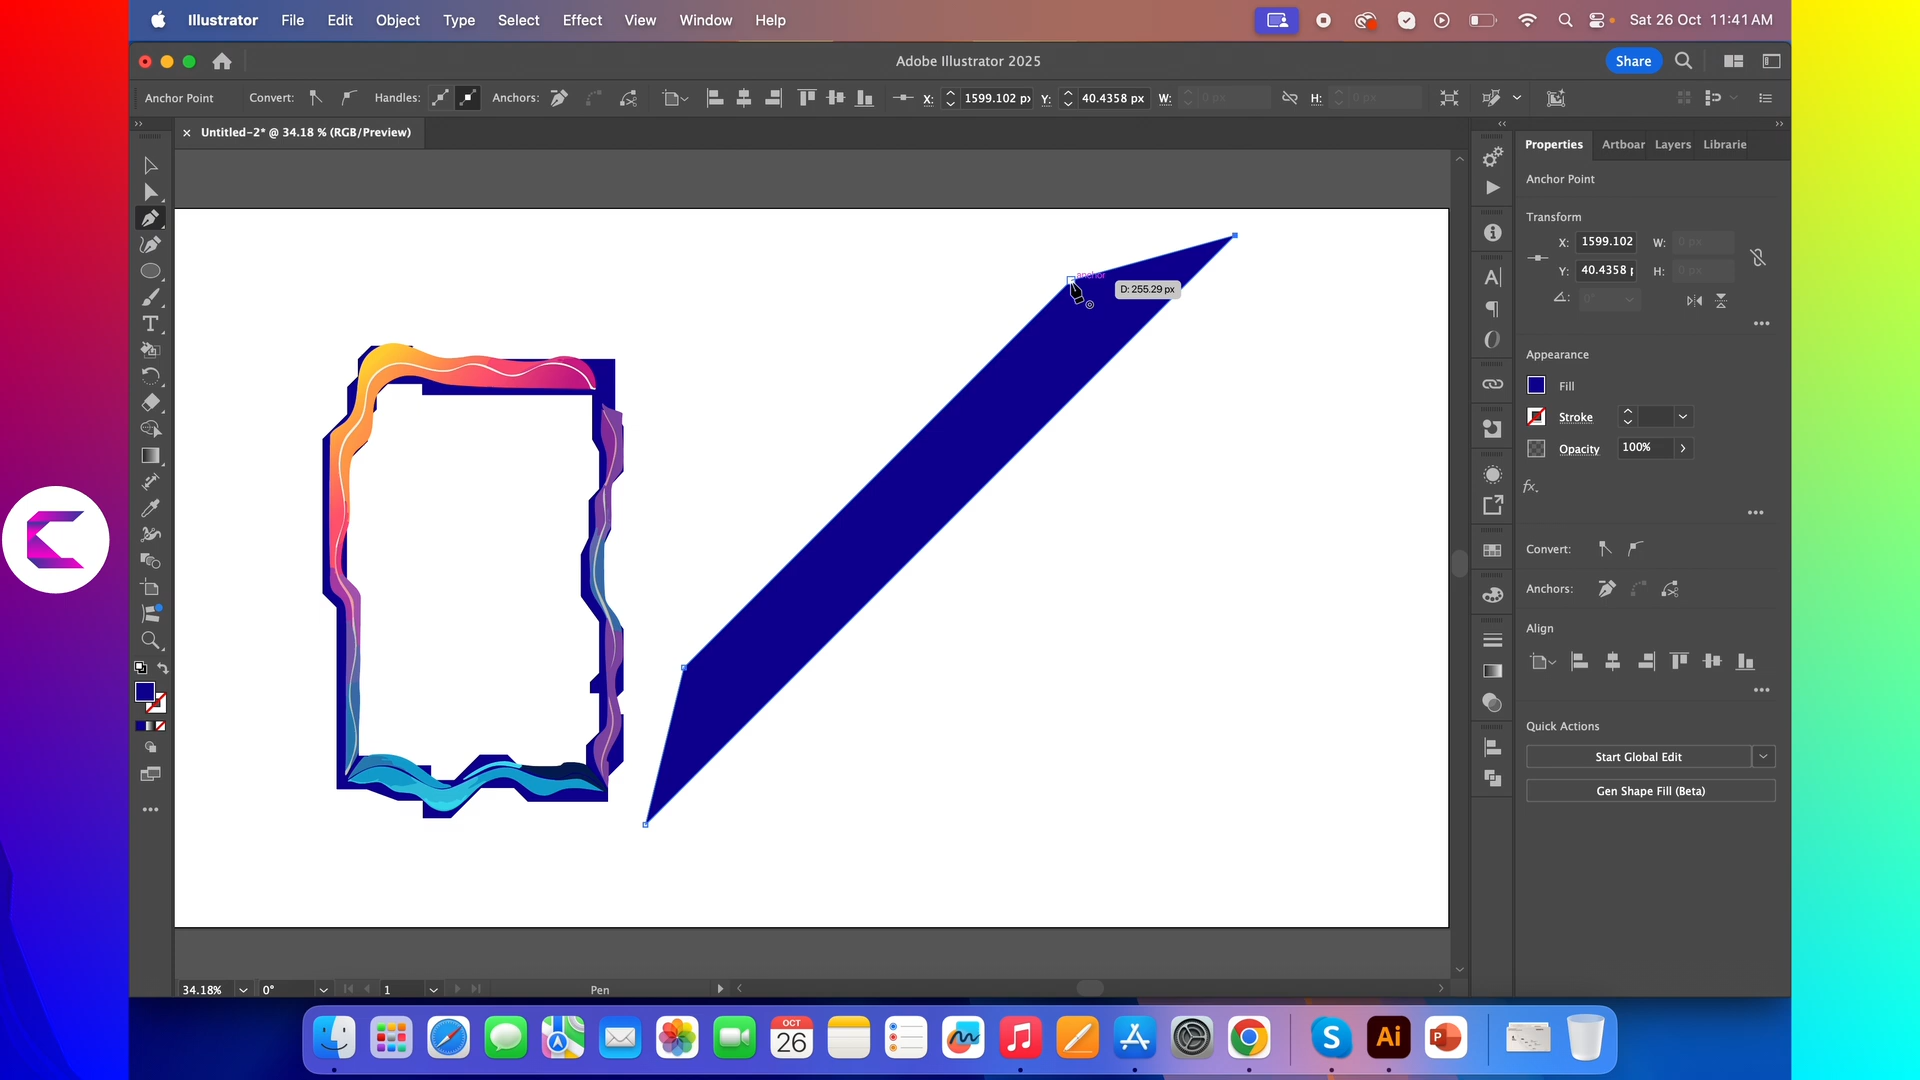 Illustrator File Edit Object Type Select Effect View Window Help Sat 26 Oct 11:41 AM
Adobe Illustrator 2025
Share
Anchor Point Convert: Handles: Anchors: X: 1599.102 px Y: 40.4358 px W: 0 px H: 0 px
Untitled-2* @ 34.18 % (RGB/Preview)
Properties Artboar Layers Librarie
Anchor Point
Transform
X: 1599.102 W: 0 px
Y: 40.4358 p H: 0 px
0°
Appearance
Fill
Stroke
Opacity 100%
fx.
Convert:
Anchors:
Align
Quick Actions
Start Global Edit
Gen Shape Fill (Beta)
anchor
D: 255.29 px
34.18% 0° 1 Pen
OCT
26
S
Ai
P